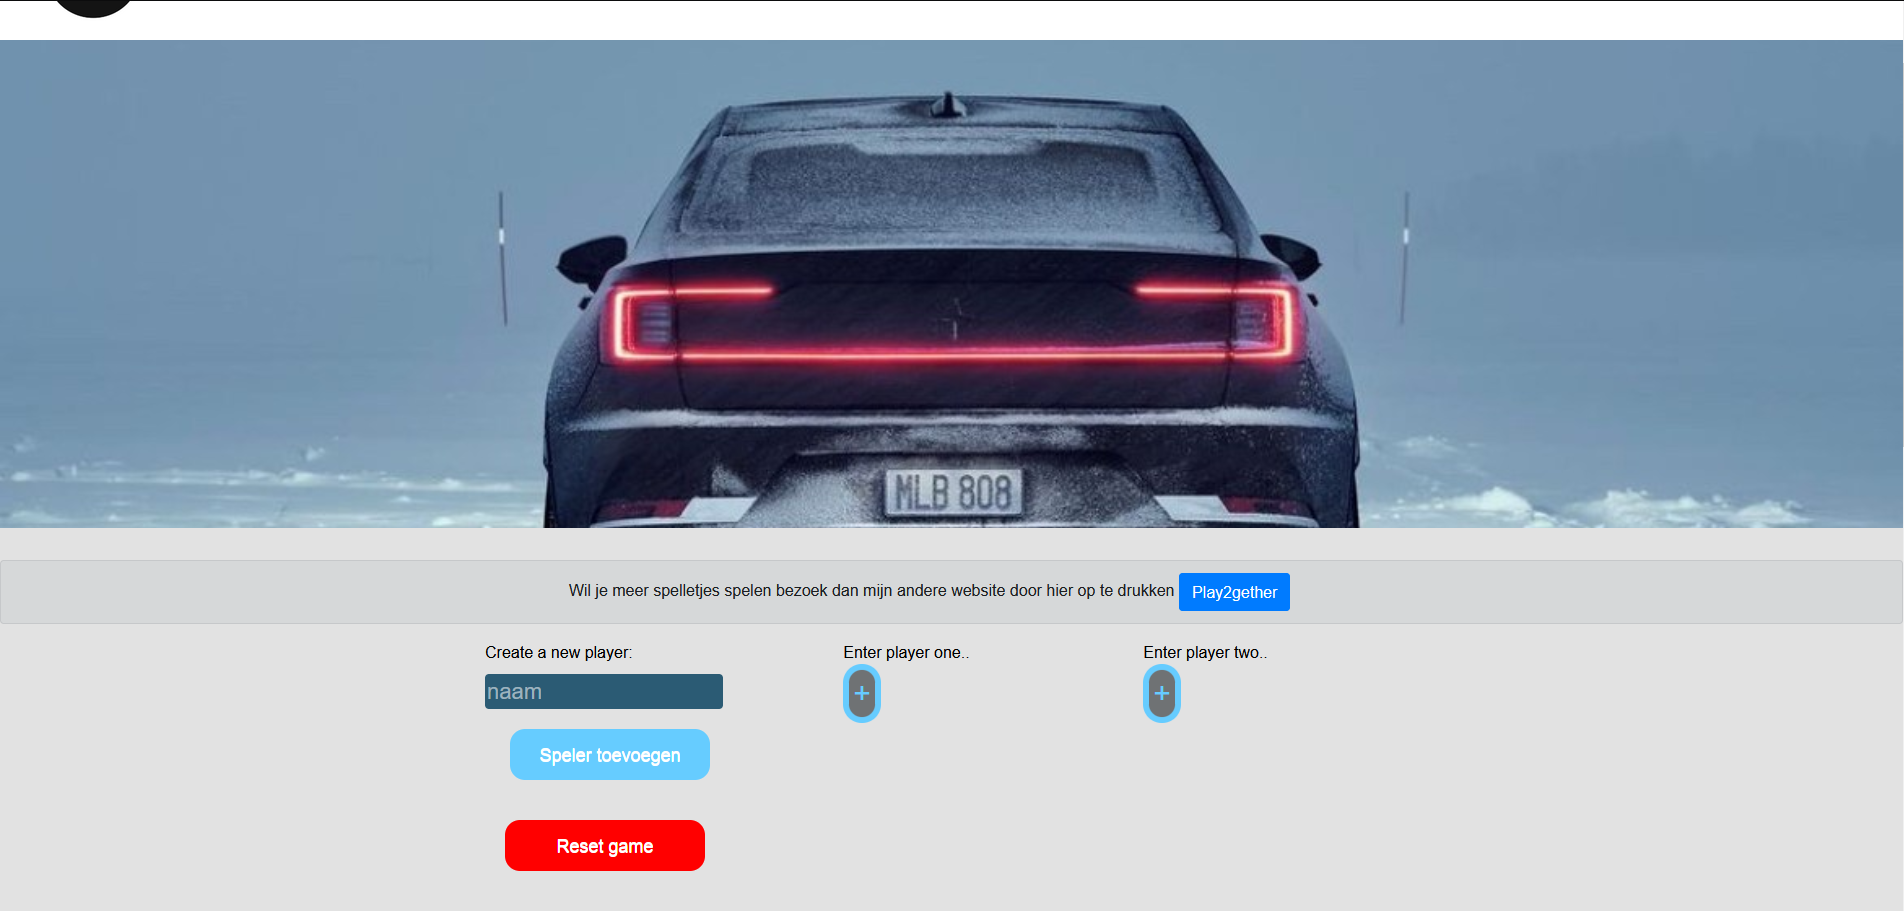 MLB 808
Wil je meer spelletjes spelen bezoek dan mijn andere website door hier op te drukken Play2gether
Create a new player:
Enter player one..
Enter player two..
naam
+
+
Speler toevoegen
Reset game